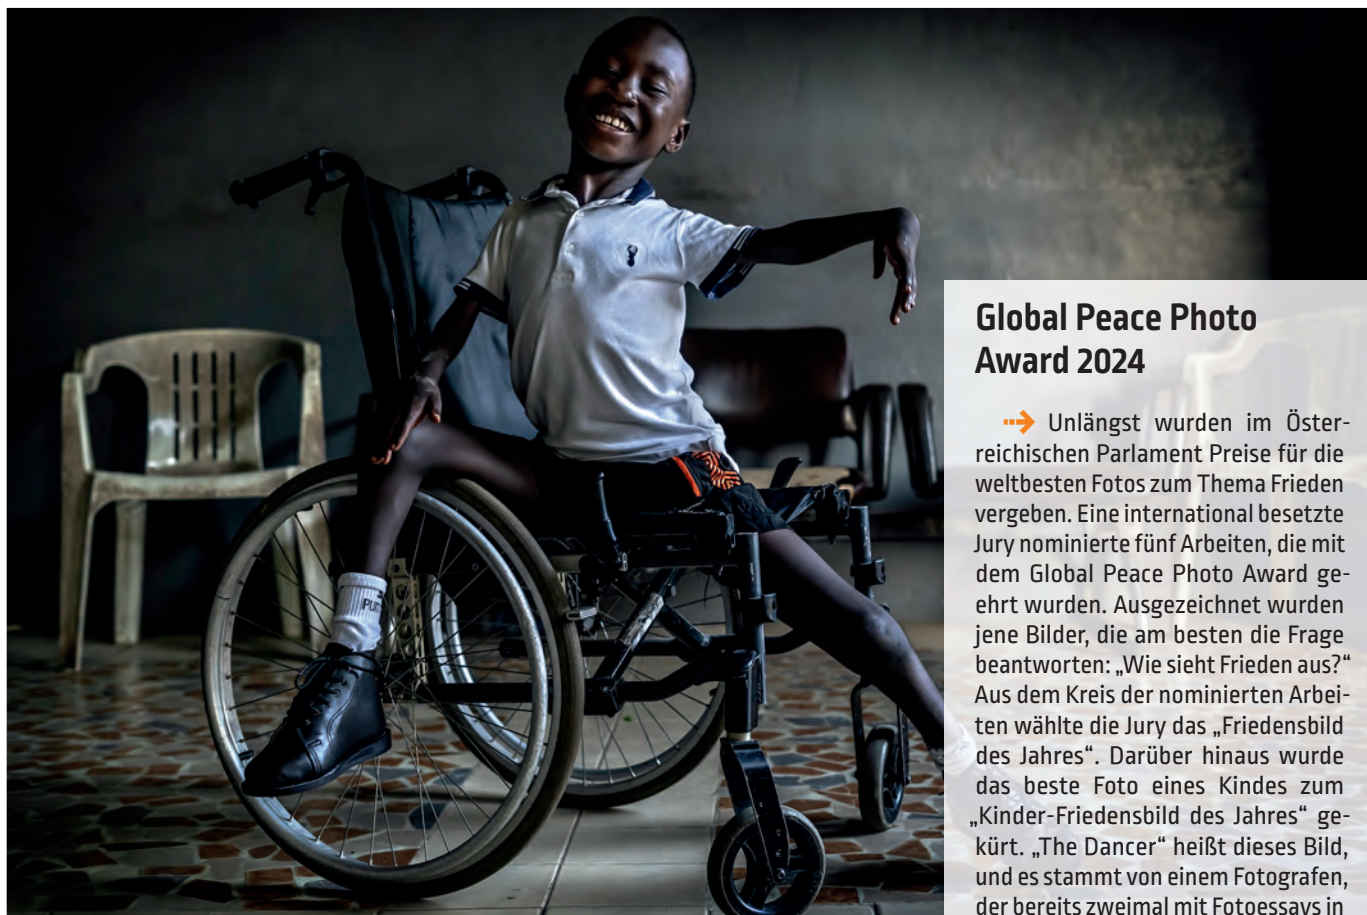 Global Peace Photo
Award 2024
Unlängst wurden im Öster-
reichischen Parlament Preise für die
weltbesten Fotos zum Thema Frieden
vergeben. Eine international besetzte
Jury nominierte fünf Arbeiten, die mit
dem Global Peace Photo Award ge-
ehrt wurden. Ausgezeichnet wurden
jene Bilder, die am besten die Frage
beantworten: „Wie sieht Frieden aus?“
Aus dem Kreis der nominierten Arbei-
ten wählte die Jury das „Friedensbild
des Jahres“. Darüber hinaus wurde
das beste Foto eines Kindes zum
„Kinder-Friedensbild des Jahres“ ge-
kürt. „The Dancer“ heißt dieses Bild,
und es stammt von einem Fotografen,
der bereits zweimal mit Fotoessays in